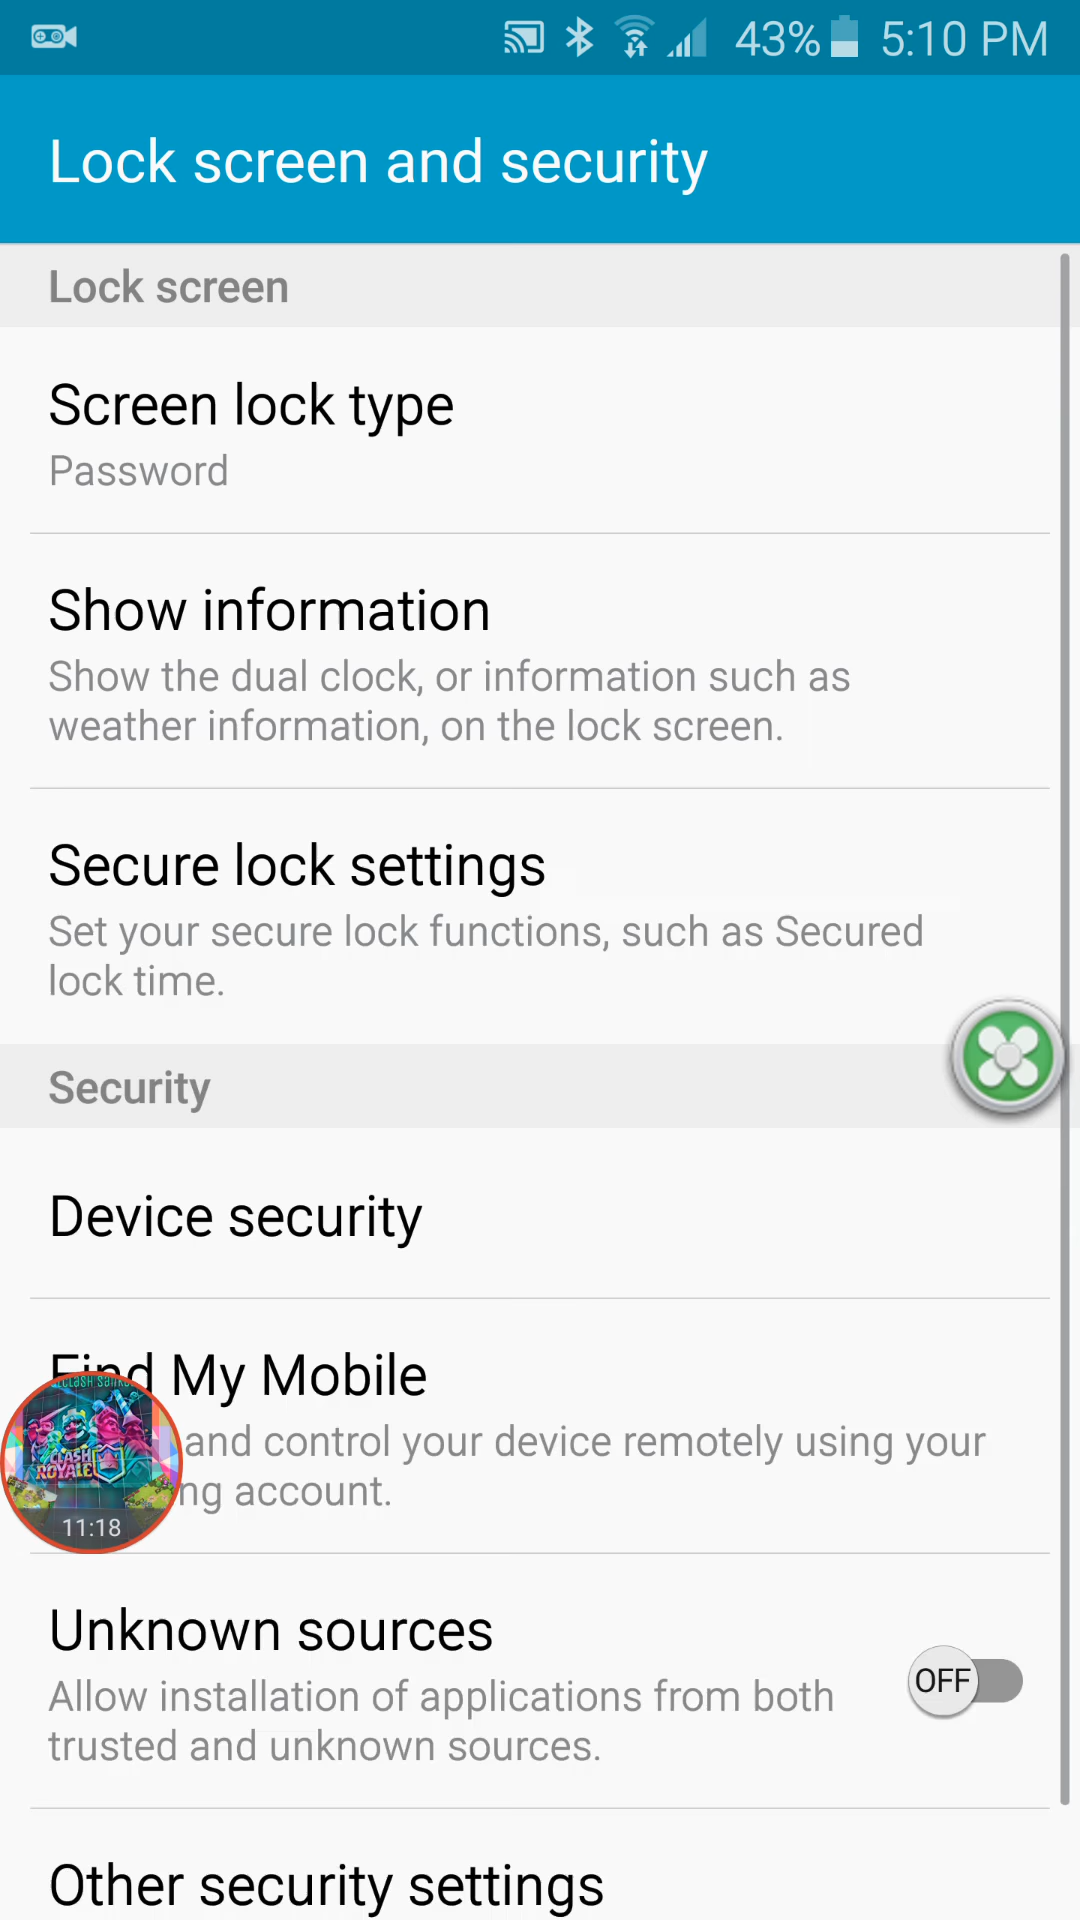 43% 5:10 PM
Lock screen and security
Lock screen
Screen lock type
Password
Show information
Show the dual clock, or information such as
weather information, on the lock screen.
Secure lock settings
Set your secure lock functions, such as Secured
lock time.
Security
Device security
Find My Mobile
and control your device remotely using your
ng account.
CLASH
ROYALE
11:18
Unknown sources
OFF
Allow installation of applications from both
trusted and unknown sources.
Other security settings